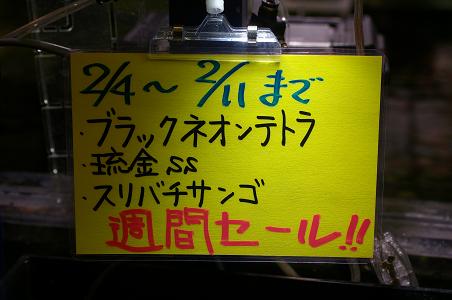 2/4～2/11まで
・ブラックネオンテトラ
・琉金SS
・スリバチサンゴ
週間セール!!